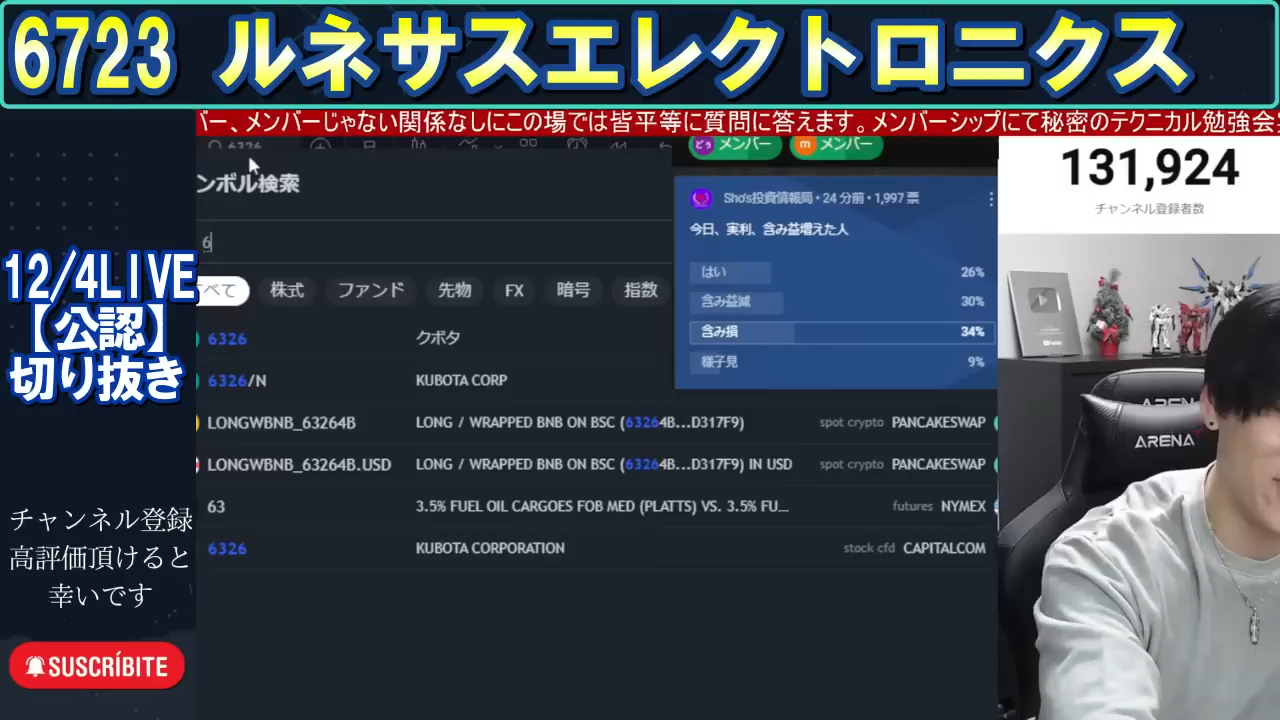 6723 ルネサスエレクトロニクス
バー、メンバーじゃない関係なしにこの場では皆平等に質問に答えます。メンバーシップにて秘密のテクニカル勉強会
6326
どぅ メンバー
m メンバー
ンボル検索
6
すべて 株式 ファンド 先物 FX 暗号 指数
6326 クボタ
6326/N KUBOTA CORP
LONGWBNB_63264B LONG / WRAPPED BNB ON BSC (63264B...D317F9) spot crypto PANCAKESWAP
LONGWBNB_63264B.USD LONG / WRAPPED BNB ON BSC (63264B...D317F9) IN USD spot crypto PANCAKESWAP
63 3.5% FUEL OIL CARGOES FOB MED (PLATTS) VS. 3.5% FU... futures NYMEX
6326 KUBOTA CORPORATION stock cfd CAPITALCOM
Sho's投資情報局・24 分前・1,997 票
今日、実利、含み益増えた人
はい 26%
含み益減 30%
含み損 34%
様子見 9%
131,924
チャンネル登録者数
12/4LIVE
【公認】
切り抜き
チャンネル登録
高評価頂けると
幸いです
SUSCRÍBITE
ARENA
ARENA